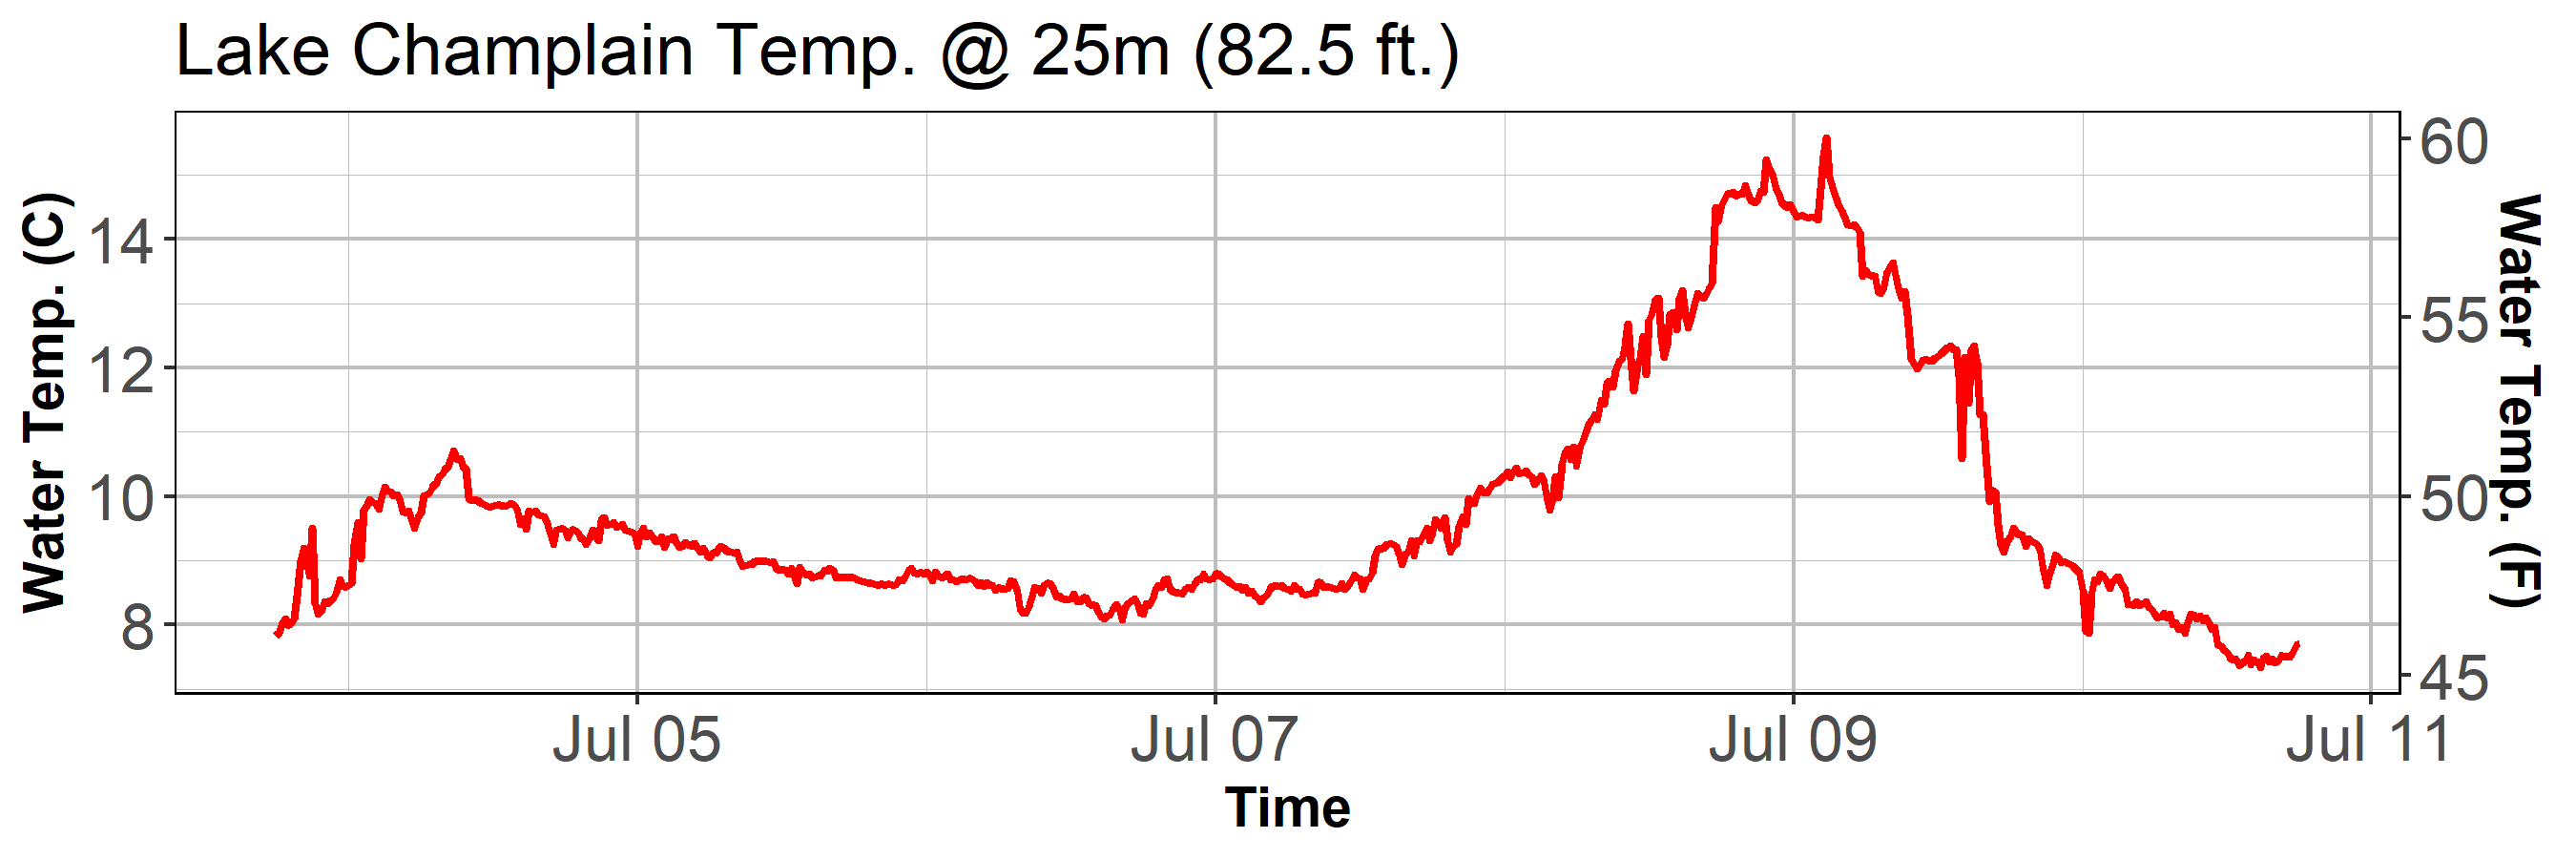 Lake Champlain Temp. @ 25m (82.5 ft.)
Water Temp. (C)
14
12
10
8
60
55
50
45
Water Temp. (F)
Jul 05 Jul 07 Jul 09 Jul 11
Time